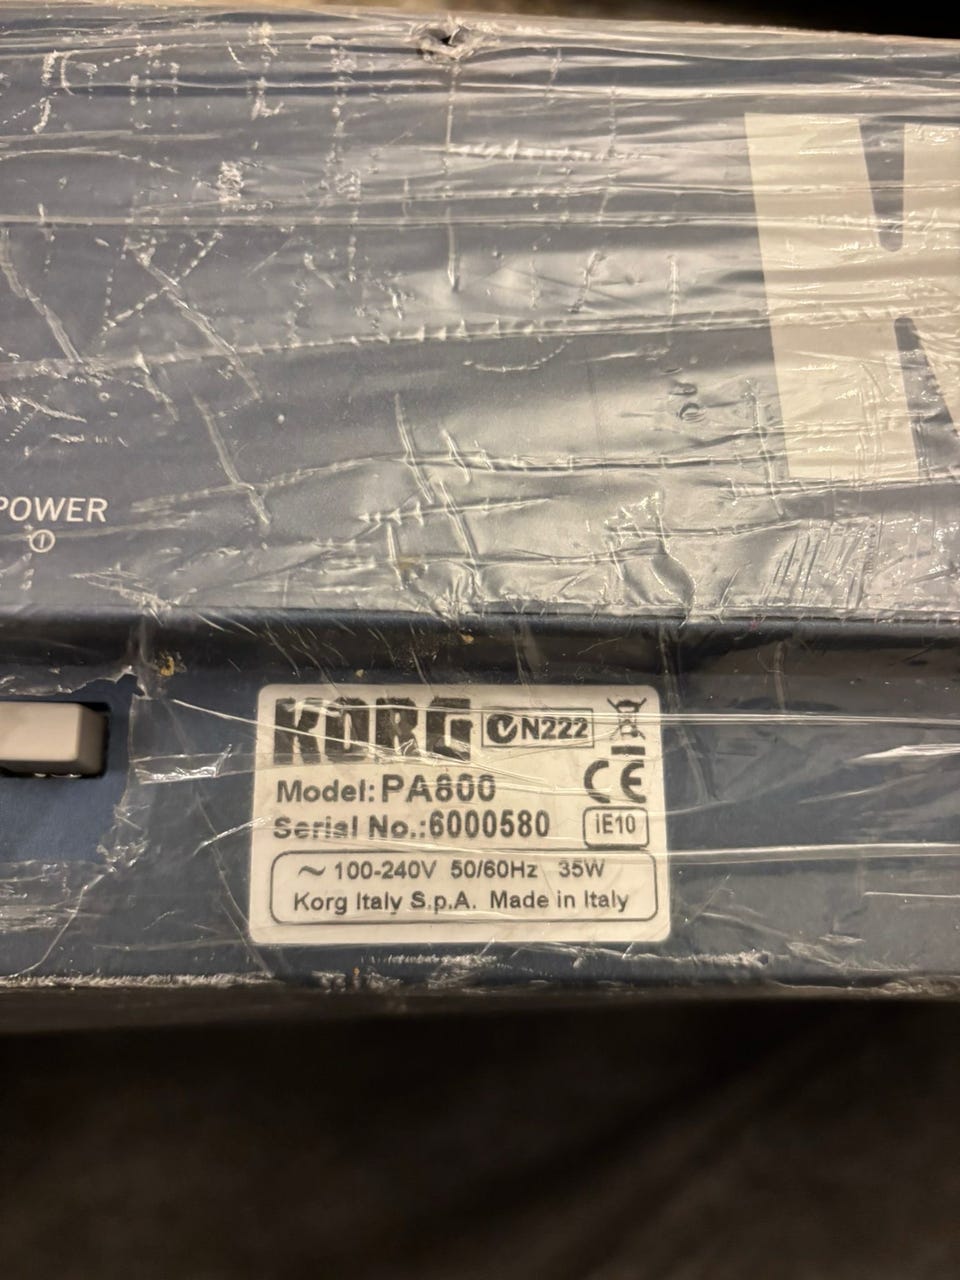 POWER
KORG N222
Model: PA800
CE
Serial No.:6000580 iE10
~ 100-240V 50/60Hz 35W
Korg Italy S.p.A. Made in Italy